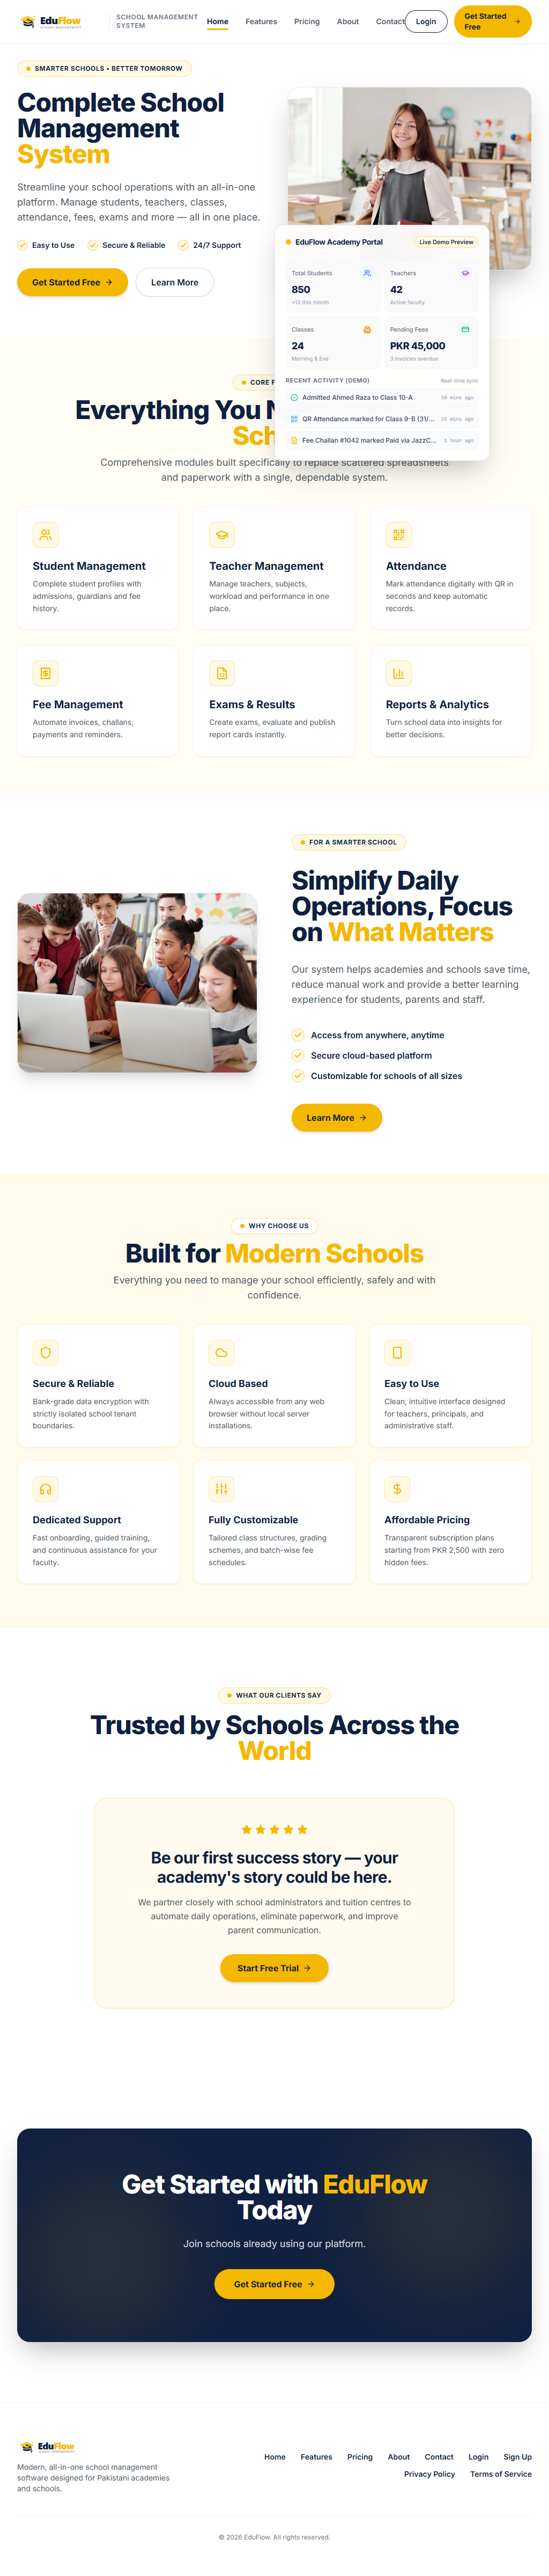 EduFlow
SCHOOL MANAGEMENT
SCHOOL MANAGEMENT
SYSTEM
Home
Features
Pricing
About
Contact
Login
Get Started
Free
SMARTER SCHOOLS • BETTER TOMORROW
Complete School
Management
System
Streamline your school operations with an all-in-one
platform. Manage students, teachers, classes,
attendance, fees, exams and more — all in one place.
Easy to Use
Secure & Reliable
24/7 Support
Get Started Free
Learn More
EduFlow Academy Portal
Live Demo Preview
Total Students
850
+12 this month
Teachers
42
Active faculty
Classes
24
Morning & Eve
Pending Fees
PKR 45,000
3 invoices overdue
RECENT ACTIVITY (DEMO)
Real-time sync
Admitted Ahmed Raza to Class 10-A
10 mins ago
QR Attendance marked for Class 9-B (31/...
25 mins ago
Fee Challan #1042 marked Paid via JazzC...
1 hour ago
CORE
Everything You
Comprehensive modules built specifically to replace scattered spreadsheets
and paperwork with a single, dependable system.
Student Management
Complete student profiles with
admissions, guardians and fee
history.
Teacher Management
Manage teachers, subjects,
workload and performance in one
place.
Attendance
Mark attendance digitally with QR in
seconds and keep automatic
records.
Fee Management
Automate invoices, challans,
payments and reminders.
Exams & Results
Create exams, evaluate and publish
report cards instantly.
Reports & Analytics
Turn school data into insights for
better decisions.
FOR A SMARTER SCHOOL
Simplify Daily
Operations, Focus
on What Matters
Our system helps academies and schools save time,
reduce manual work and provide a better learning
experience for students, parents and staff.
Access from anywhere, anytime
Secure cloud-based platform
Customizable for schools of all sizes
Learn More
WHY CHOOSE US
Built for Modern Schools
Everything you need to manage your school efficiently, safely and with
confidence.
Secure & Reliable
Bank-grade data encryption with
strictly isolated school tenant
boundaries.
Cloud Based
Always accessible from any web
browser without local server
installations.
Easy to Use
Clean, intuitive interface designed
for teachers, principals, and
administrative staff.
Dedicated Support
Fast onboarding, guided training,
and continuous assistance for your
faculty.
Fully Customizable
Tailored class structures, grading
schemes, and batch-wise fee
schedules.
Affordable Pricing
Transparent subscription plans
starting from PKR 2,500 with zero
hidden fees.
WHAT OUR CLIENTS SAY
Trusted by Schools Across the
World
Be our first success story — your
academy's story could be here.
We partner closely with school administrators and tuition centres to
automate daily operations, eliminate paperwork, and improve
parent communication.
Start Free Trial
Get Started with EduFlow
Today
Join schools already using our platform.
Get Started Free
EduFlow
SCHOOL MANAGEMENT
Modern, all-in-one school management
software designed for Pakistani academies
and schools.
Home
Features
Pricing
About
Contact
Login
Sign Up
Privacy Policy
Terms of Service
© 2026 EduFlow. All rights reserved.